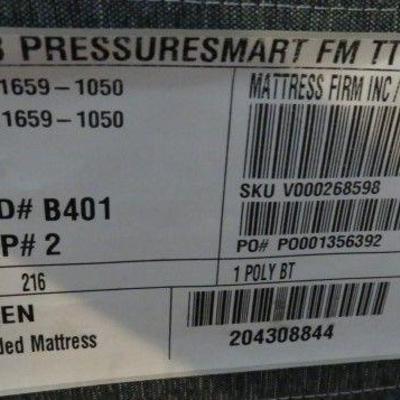 PRESSURESMART FM TT
1659-1050
1659-1050
MATTRESS FIRM INC /
SKU V000268598
D# B401
P# 2
PO# PO001356392
216
1 POLY BT
EN
ded Mattress
204308844